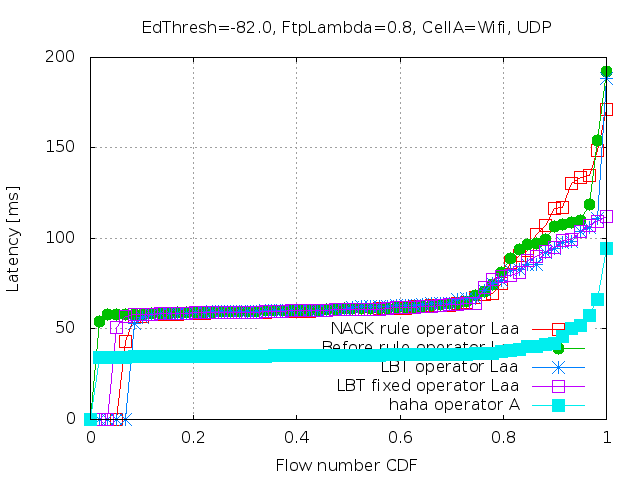 EdThresh=-82.0, FtpLambda=0.8, CellA=Wifi, UDP
200
150
100
50
0
Latency [ms]
NACK rule operator Laa
Before rule operator
LBT operator Laa
LBT fixed operator Laa
haha operator A
0 0.2 0.4 0.6 0.8 1
Flow number CDF